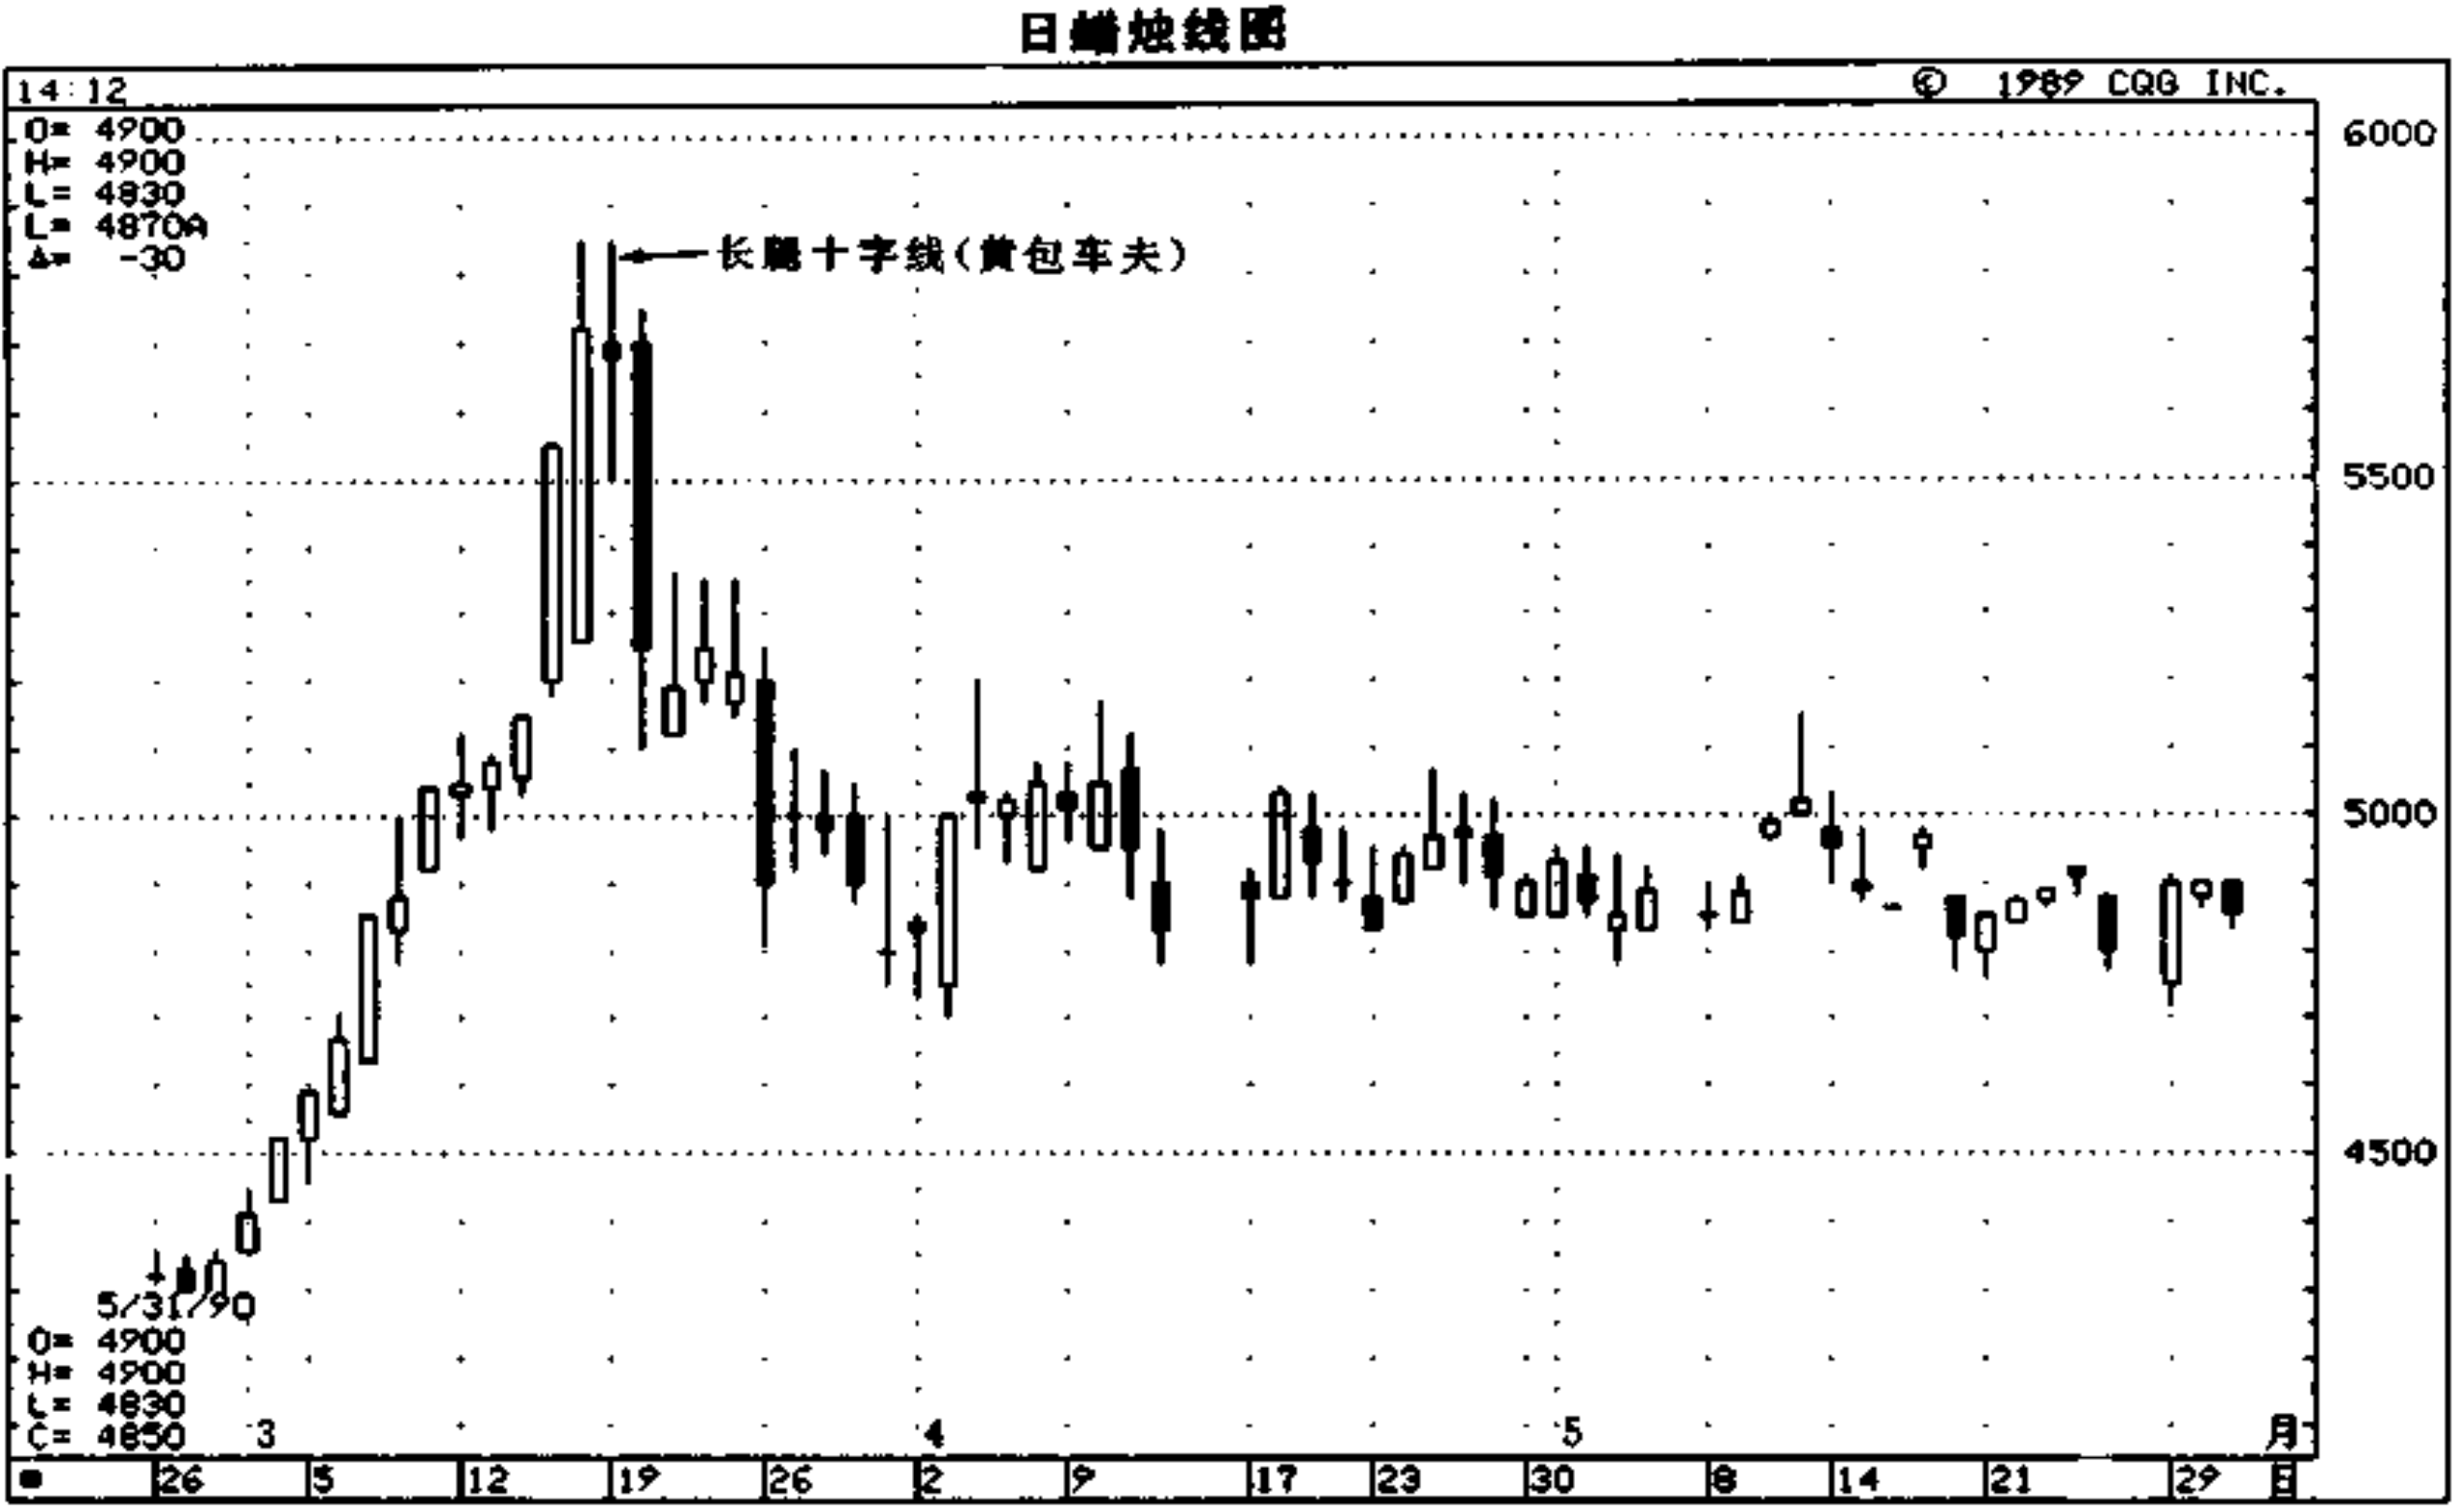 日蜡烛线图
14:12 © 1989 CQG INC.
O= 4900
H= 4900
L= 4830
L= 4870A
Δ= -30
6000
长腿十字线(黄包车夫)
5500
5000
4500
5/31/90
O= 4900
H= 4900
L= 4830
C= 4850
3 4 5 月
26 5 12 19 26 2 9 17 23 30 8 14 21 29 日